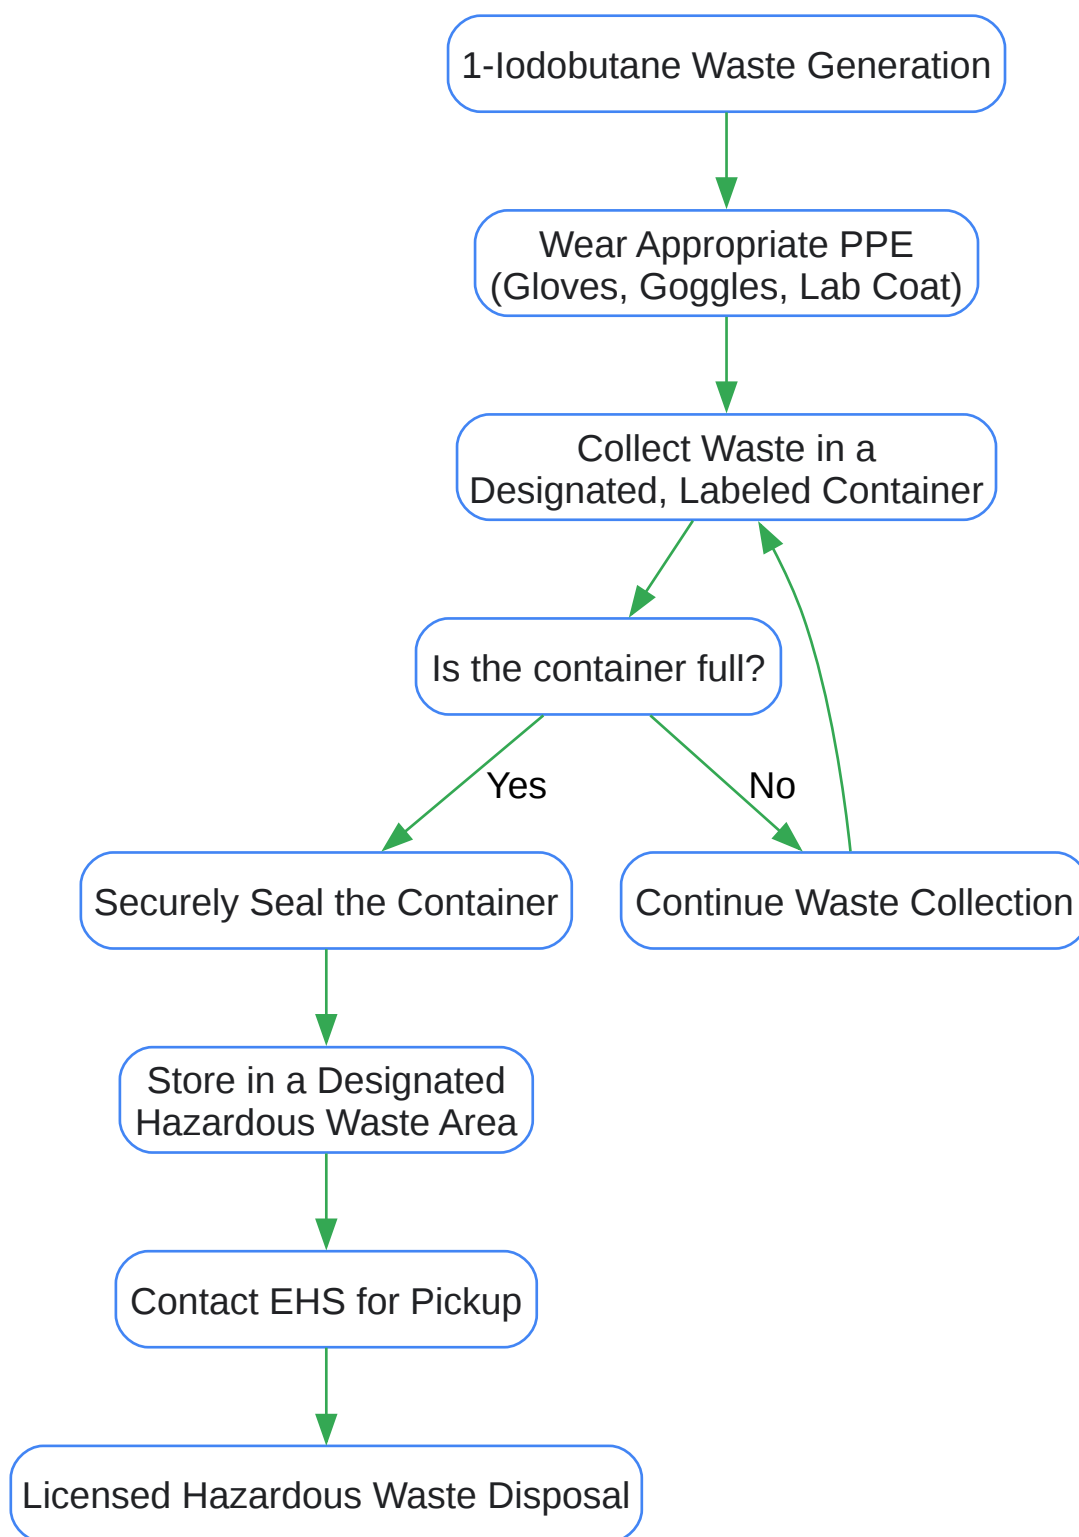 1-Iodobutane Waste Generation
Wear Appropriate PPE
(Gloves, Goggles, Lab Coat)
Collect Waste in a
Designated, Labeled Container
Is the container full?
Yes
No
Securely Seal the Container
Continue Waste Collection
Store in a Designated
Hazardous Waste Area
Contact EHS for Pickup
Licensed Hazardous Waste Disposal